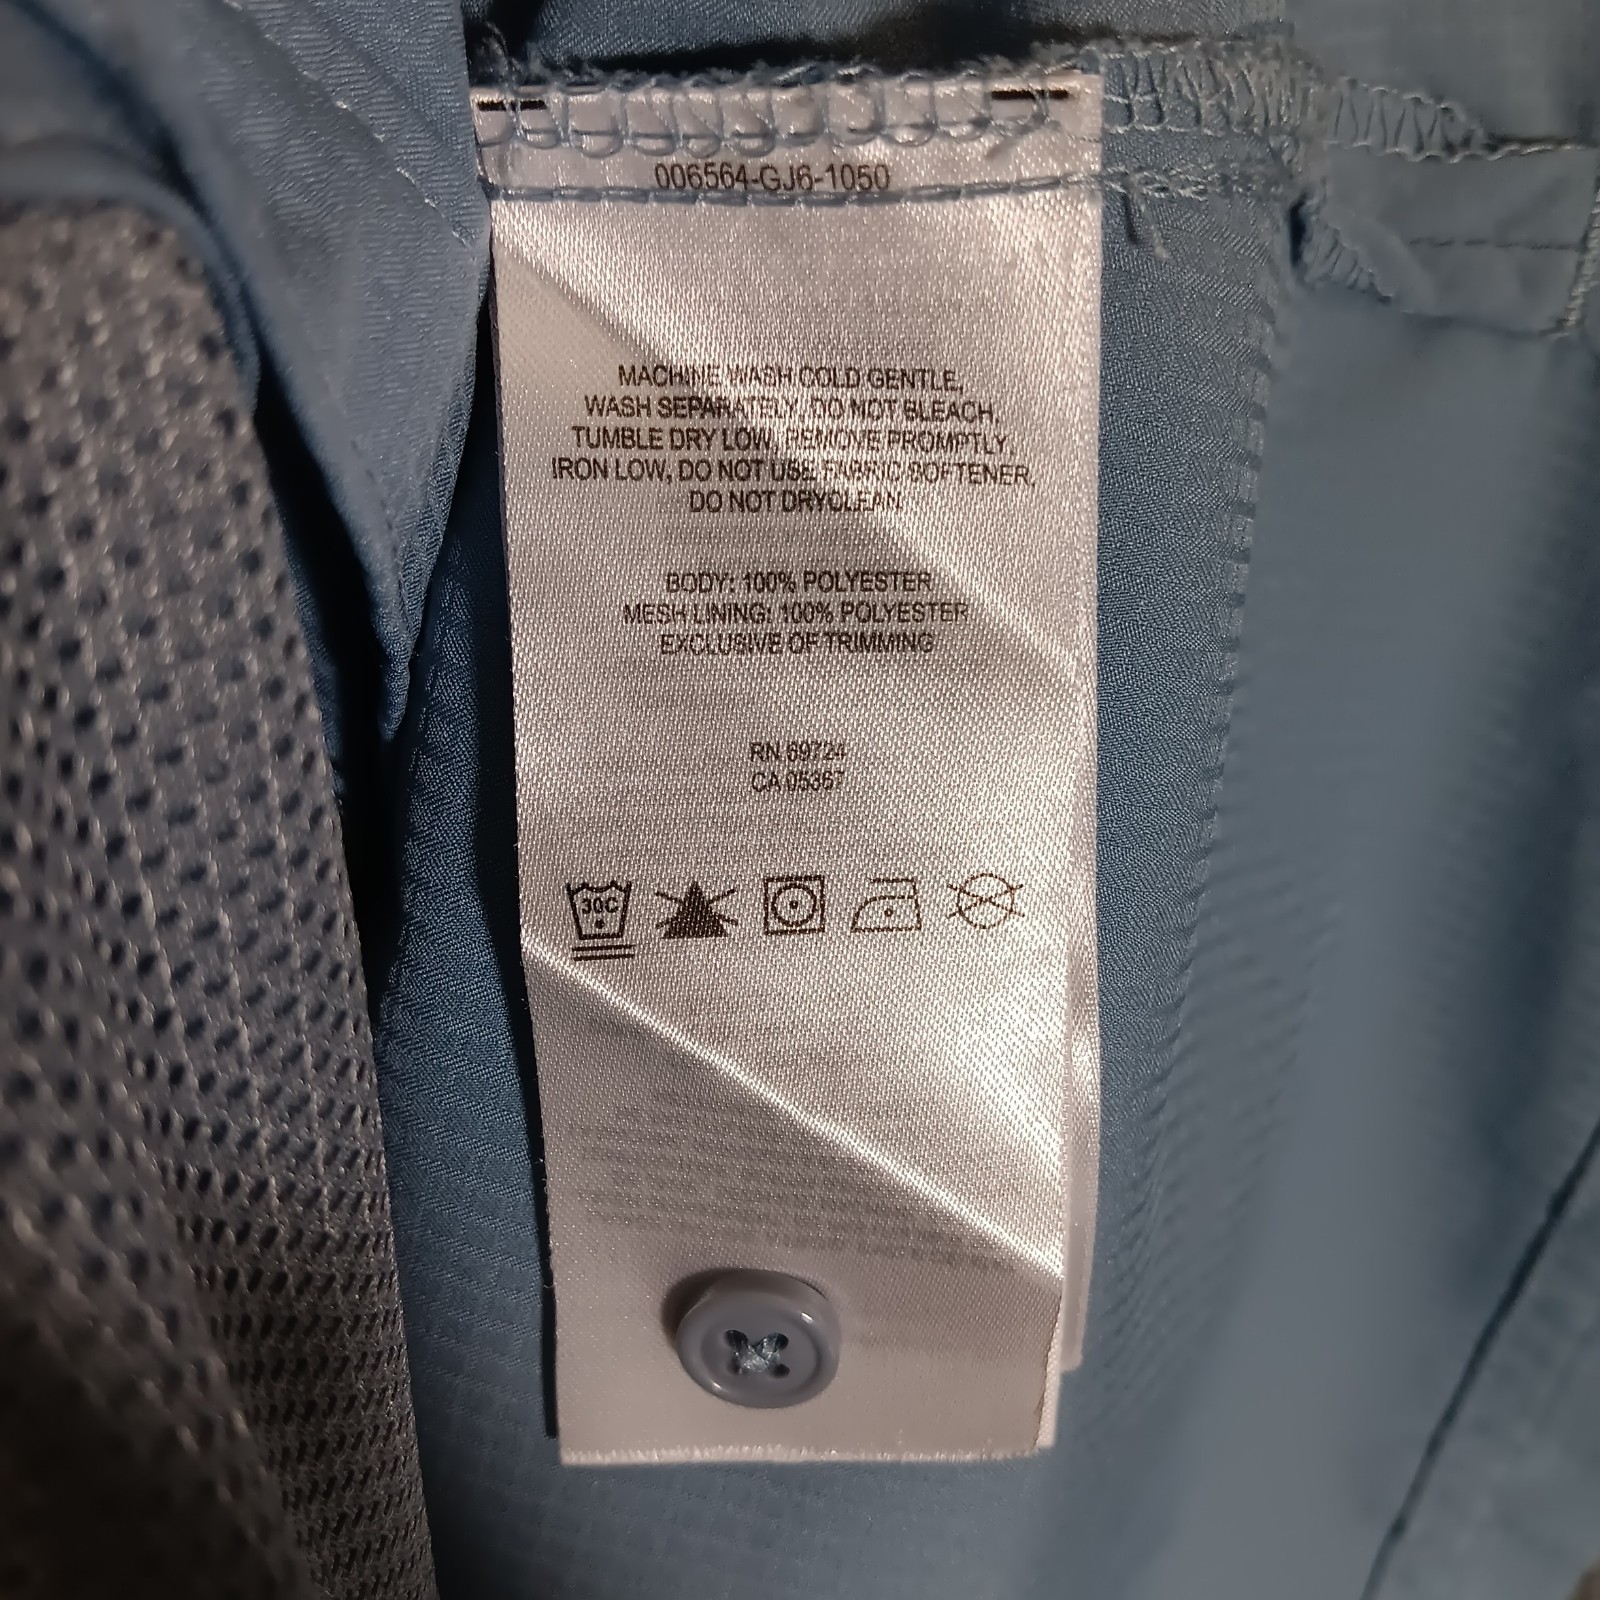 006564-GJ6-1050
MACHINE WASH COLD GENTLE,
WASH SEPARATELY, DO NOT BLEACH,
TUMBLE DRY LOW, REMOVE PROMPTLY,
IRON LOW, DO NOT USE FABRIC SOFTENER,
DO NOT DRYCLEAN
BODY: 100% POLYESTER
MESH LINING: 100% POLYESTER
EXCLUSIVE OF TRIMMING
RN 69724
CA 05367
30C